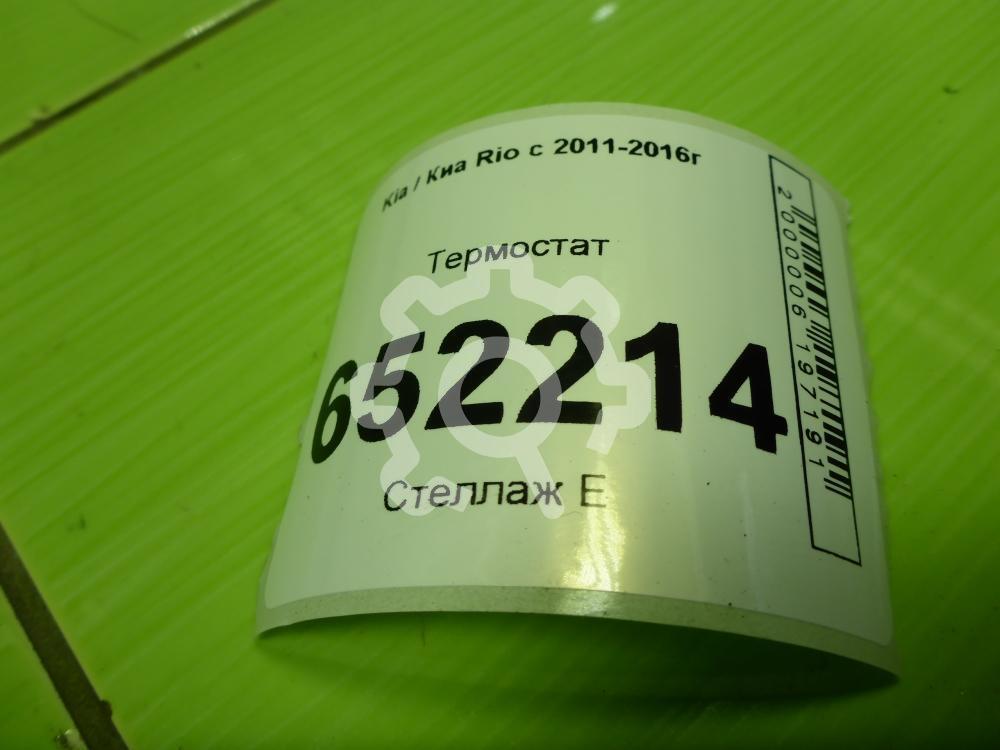 Kia / Киа Rio с 2011-2016г
Термостат
652214
Стеллаж Е
2000006197191